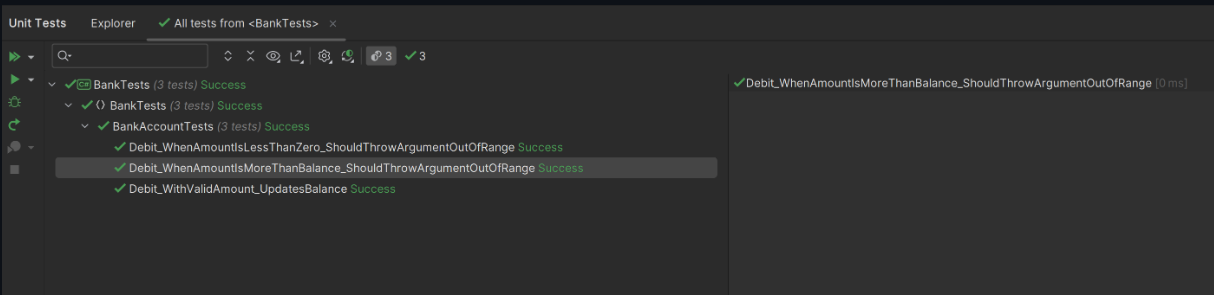 Unit Tests Explorer All tests from <BankTests>
3 3
C# BankTests (3 tests) Success
BankTests (3 tests) Success
BankAccountTests (3 tests) Success
Debit_WhenAmountIsLessThanZero_ShouldThrowArgumentOutOfRange Success
Debit_WhenAmountIsMoreThanBalance_ShouldThrowArgumentOutOfRange Success
Debit_WithValidAmount_UpdatesBalance Success
Debit_WhenAmountIsMoreThanBalance_ShouldThrowArgumentOutOfRange [0 ms]